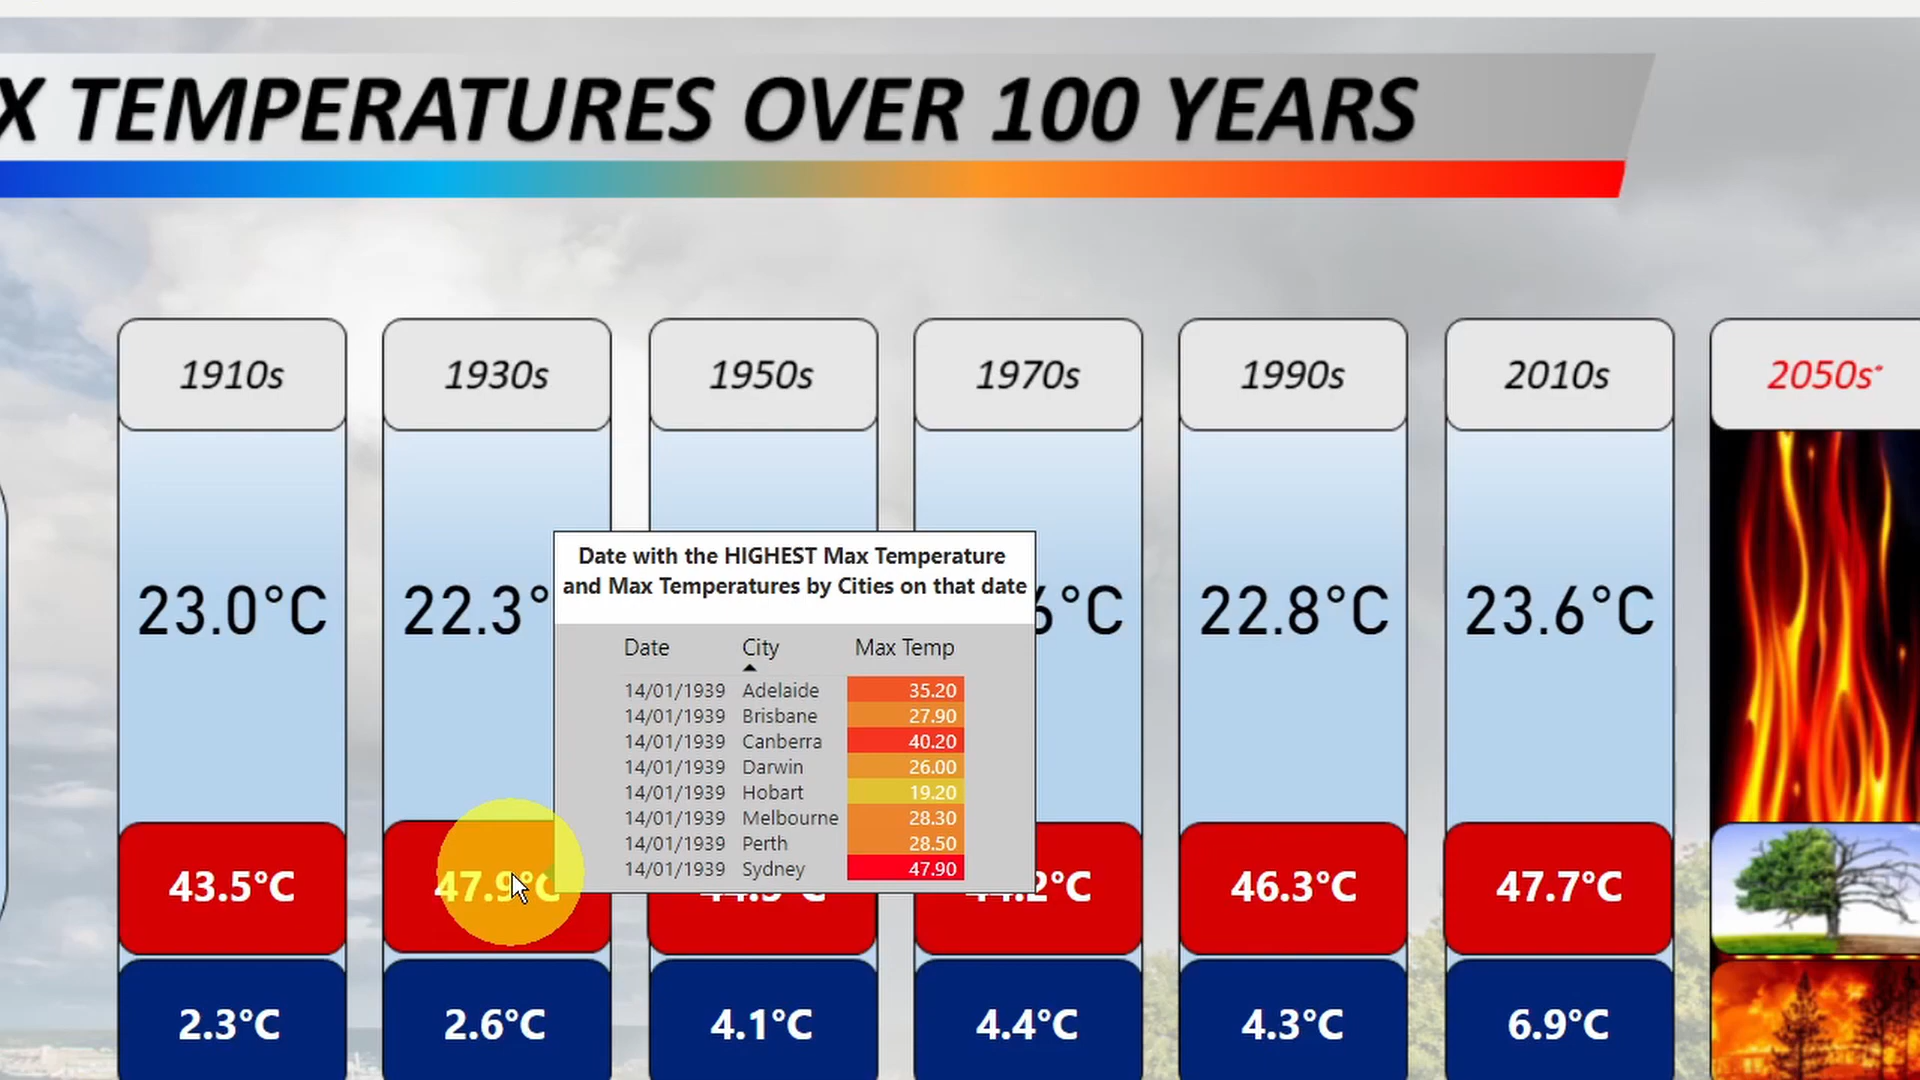 X TEMPERATURES OVER 100 YEARS
1910s 1930s 1950s 1970s 1990s 2010s 2050s*
23.0°C 22.3° 6°C 22.8°C 23.6°C
Date with the HIGHEST Max Temperature
and Max Temperatures by Cities on that date
Date City Max Temp
14/01/1939 Adelaide 35.20
14/01/1939 Brisbane 27.90
14/01/1939 Canberra 40.20
14/01/1939 Darwin 26.00
14/01/1939 Hobart 19.20
14/01/1939 Melbourne 28.30
14/01/1939 Perth 28.50
14/01/1939 Sydney 47.90
43.5°C 47.9°C 2°C 46.3°C 47.7°C
2.3°C 2.6°C 4.1°C 4.4°C 4.3°C 6.9°C